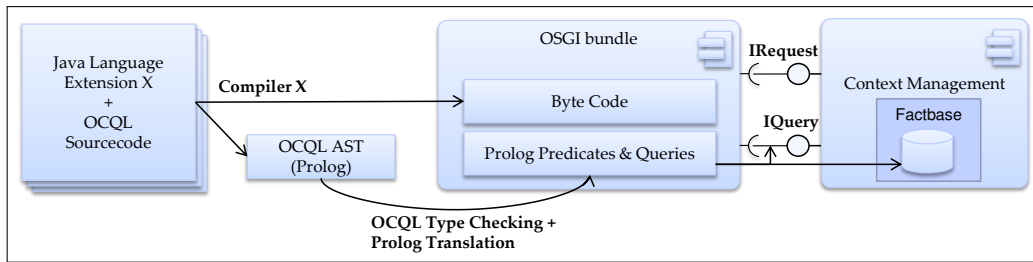 Java Language
Extension X
+
OCQL
Sourcecode
Compiler X
OCQL AST
(Prolog)
OCQL Type Checking +
Prolog Translation
OSGI bundle
Byte Code
Prolog Predicates & Queries
IRequest
IQuery
Context Management
Factbase